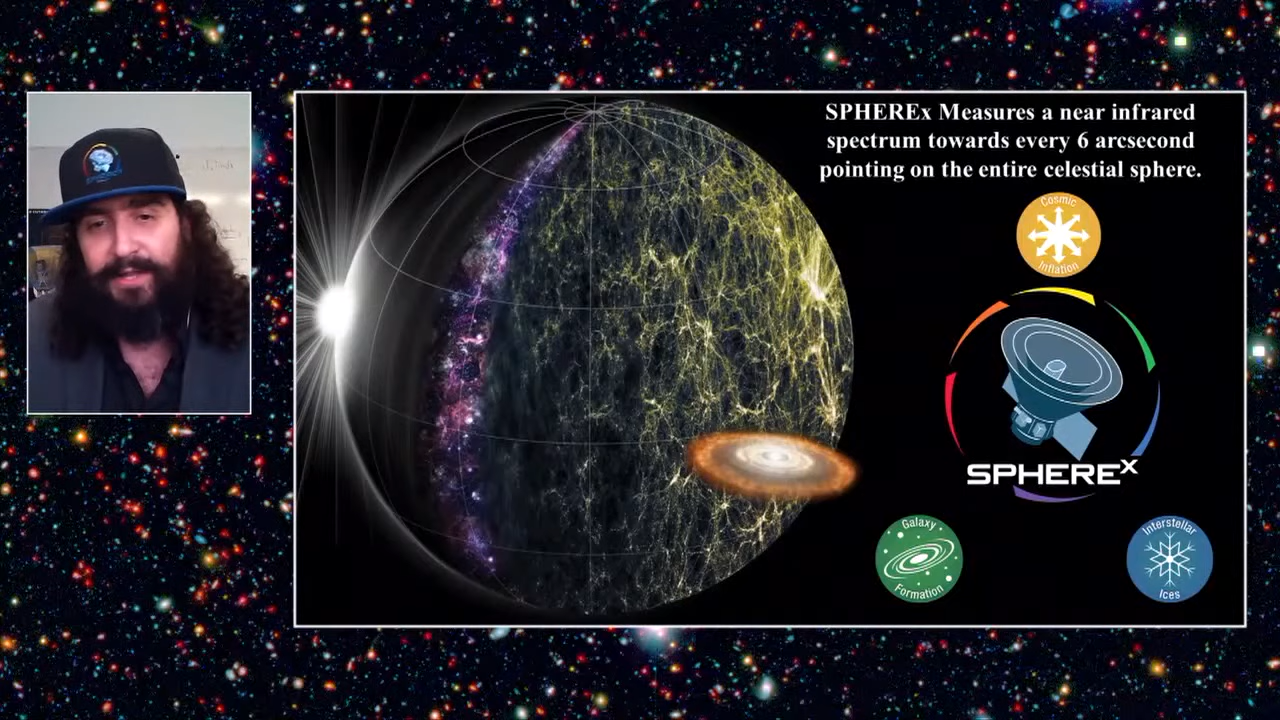 SPHEREx Measures a near infrared
spectrum towards every 6 arcsecond
pointing on the entire celestial sphere.
Cosmic
Inflation
SPHEREX
Galaxy
Formation
Interstellar
Ices